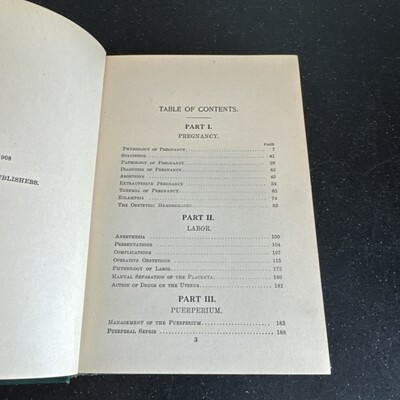 908
UBLISHERS.
TABLE OF CONTENTS.
PART I.
PREGNANCY.
PAGE
Physiology of Pregnancy 7
Statistics 41
Pathology of Pregnancy 39
Diagnosis of Pregnancy 42
Abortions 45
Extrauterine Pregnancy 54
Toxemia of Pregnancy 65
Eclampsia 74
The Obstetric Hemorrhages 83
PART II.
LABOR.
Anesthesia 100
Presentations 104
Complications 107
Operative Obstetrics 115
Physiology of Labor 175
Manual Separation of the Placenta 180
Action of Drugs on the Uterus 181
PART III.
PUERPERIUM.
Management of the Puerperium 183
Puerperal Sepsis 188
3